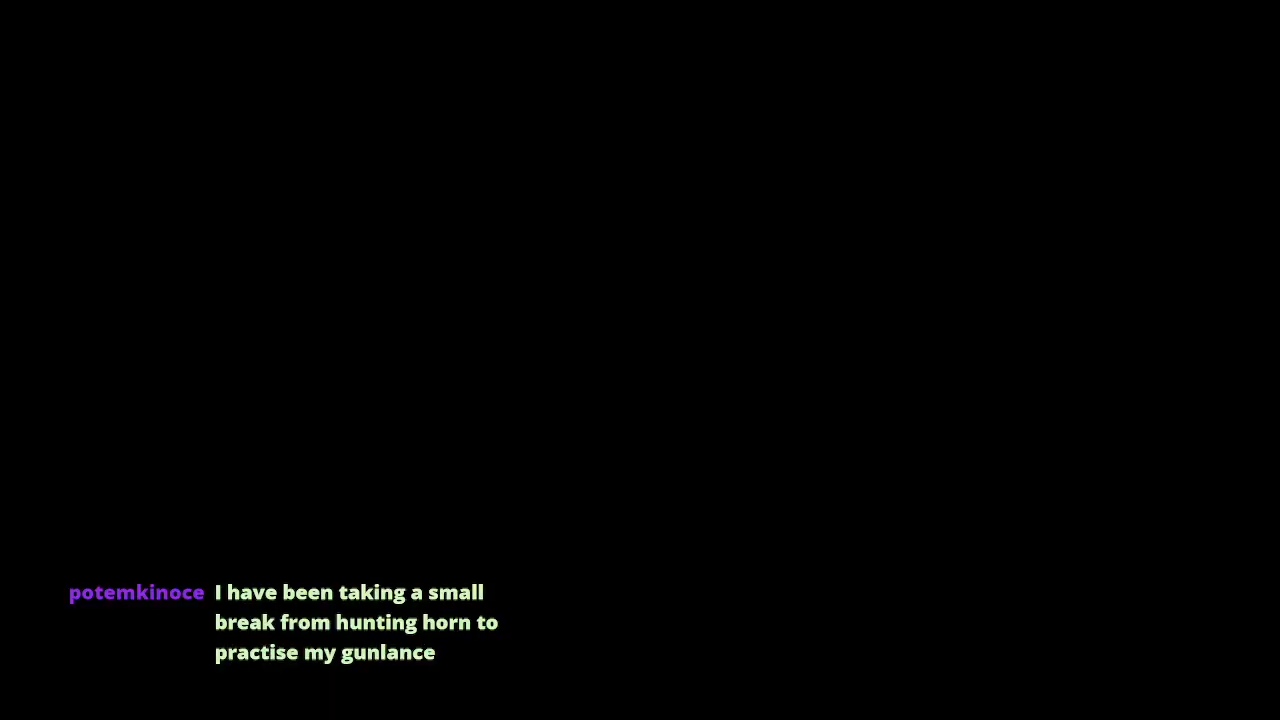 potemkinoce I have been taking a small
break from hunting horn to
practise my gunlance